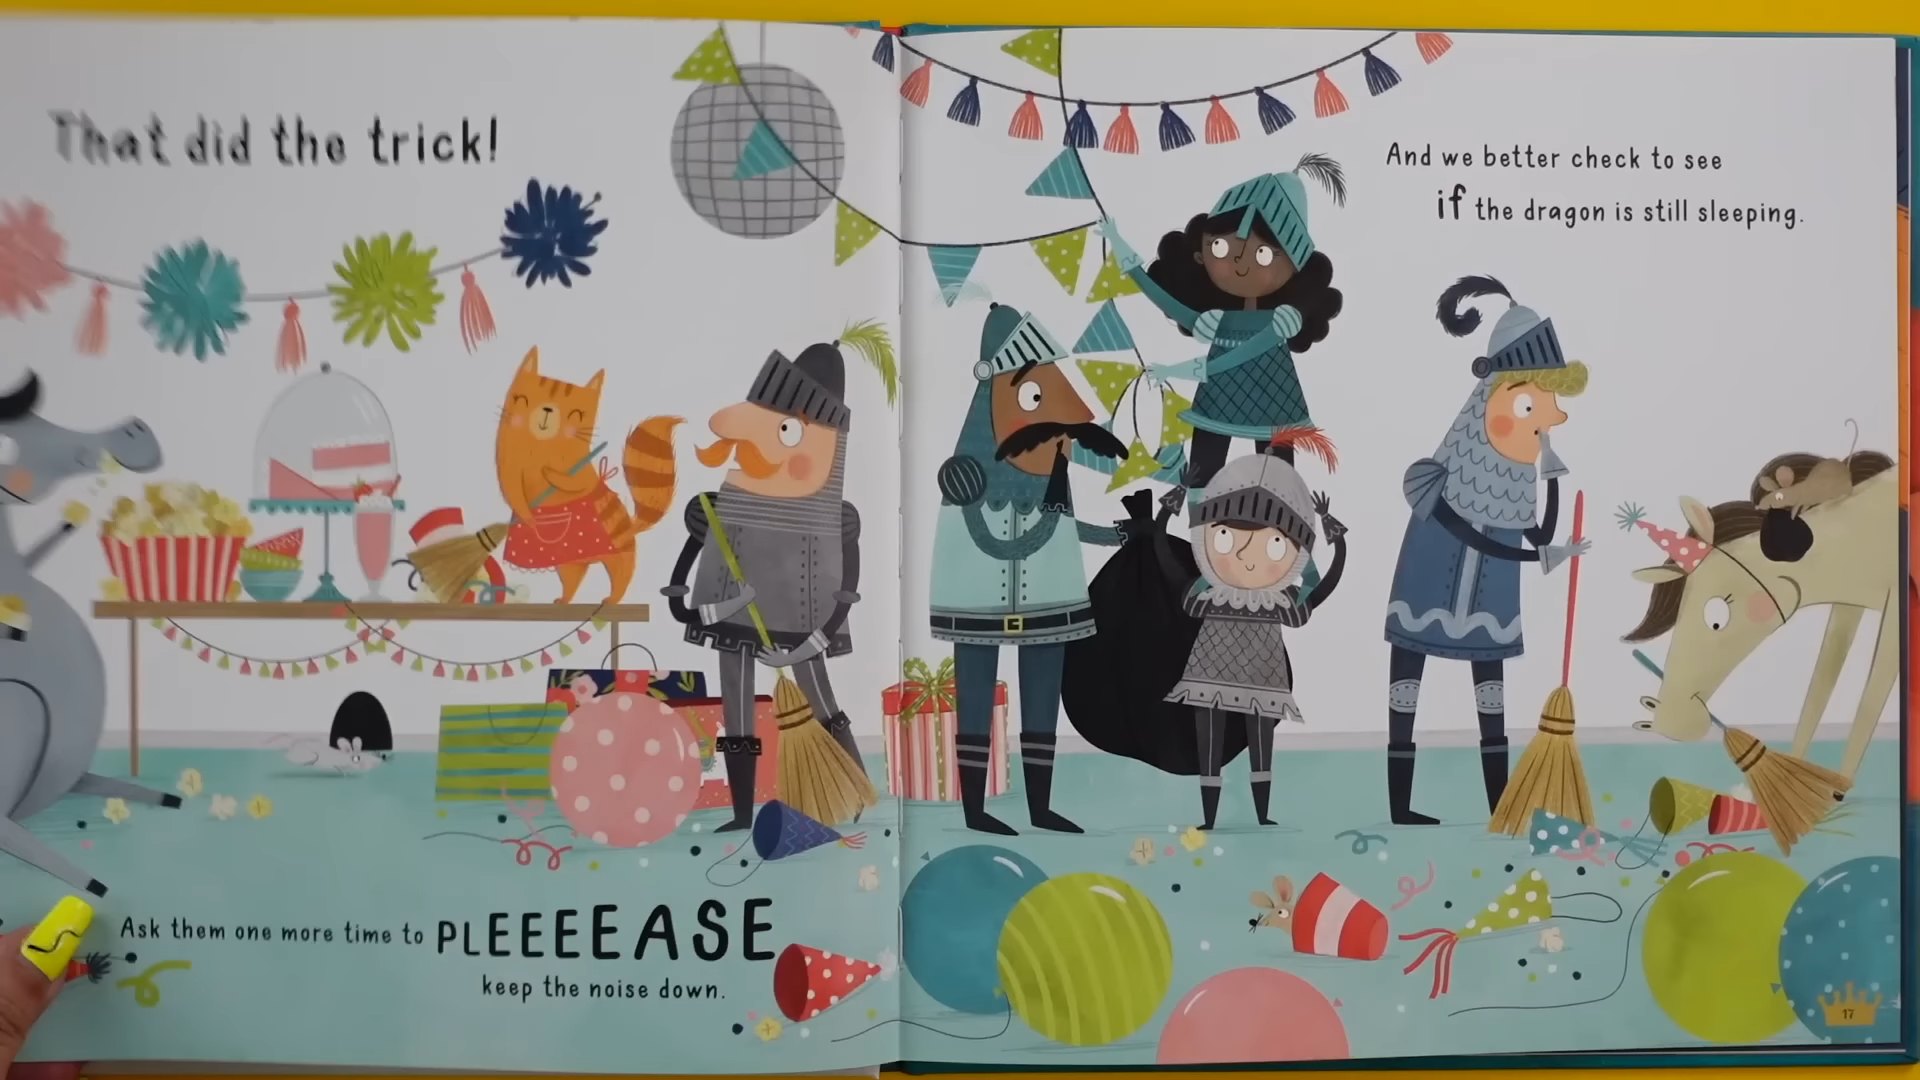 That did the trick!
Ask them one more time to PLEEEEASE
keep the noise down.
And we better check to see
if the dragon is still sleeping.
17